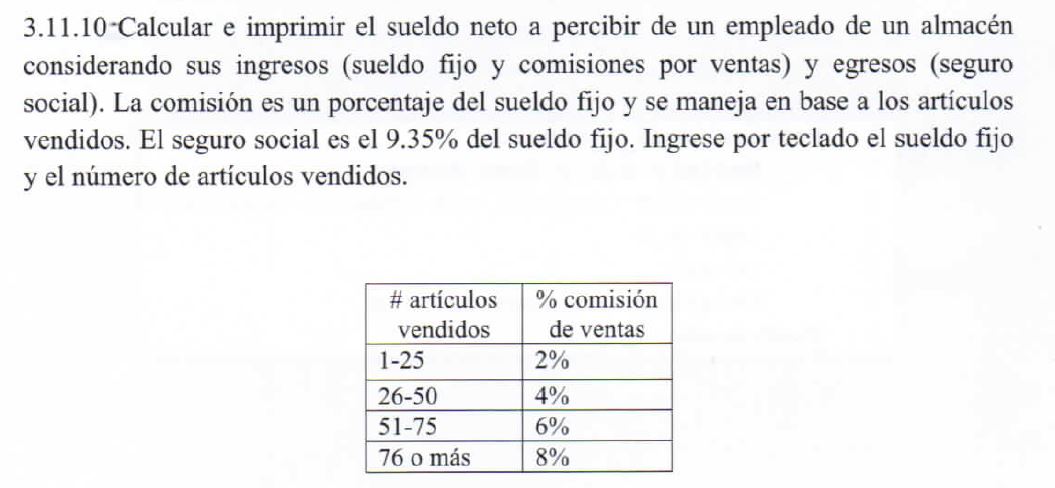 3.11.10-Calcular e imprimir el sueldo neto a percibir de un empleado de un almacén
considerando sus ingresos (sueldo fijo y comisiones por ventas) y egresos (seguro
social). La comisión es un porcentaje del sueldo fijo y se maneja en base a los artículos
vendidos. El seguro social es el 9.35% del sueldo fijo. Ingrese por teclado el sueldo fijo
y el número de artículos vendidos.
# artículos vendidos % comisión de ventas
1-25 2%
26-50 4%
51-75 6%
76 o más 8%